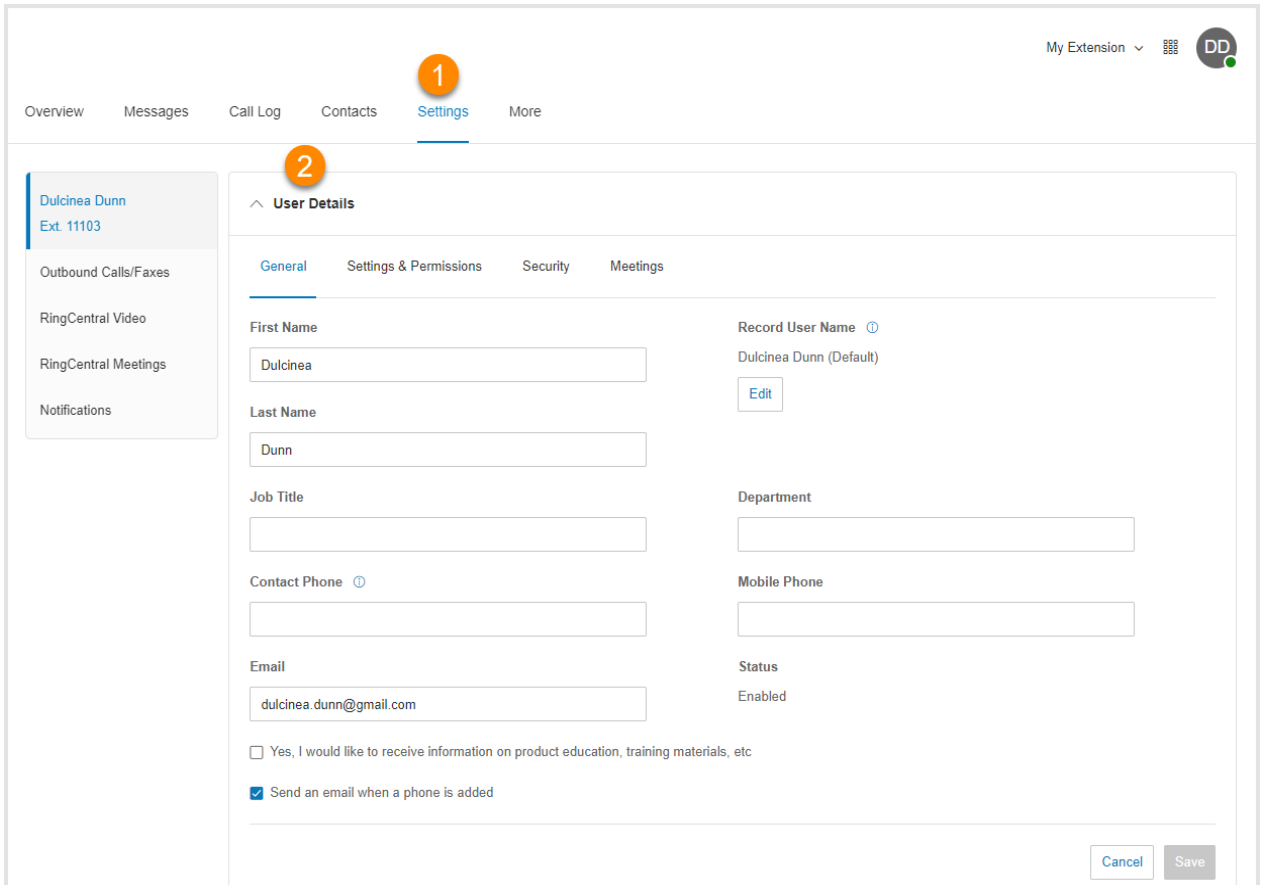 My Extension
DD
1
Overview Messages Call Log Contacts Settings More
2
Dulcinea Dunn
Ext. 11103
Outbound Calls/Faxes
RingCentral Video
RingCentral Meetings
Notifications
User Details
General Settings & Permissions Security Meetings
First Name
Dulcinea
Record User Name
Dulcinea Dunn (Default)
Edit
Last Name
Dunn
Job Title
Department
Contact Phone
Mobile Phone
Email
dulcinea.dunn@gmail.com
Status
Enabled
Yes, I would like to receive information on product education, training materials, etc
Send an email when a phone is added
Cancel Save